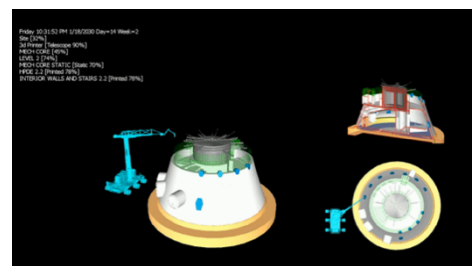 Friday 10:31:52 PM 1/18/2030 Day=14 Week=2
Site [32%]
3d Printer [Telescope 90%]
MECH CORE [45%]
LEVEL 2 [74%]
MECH CORE STATIC [Static 70%]
HPDE 2.2 [Printed 78%]
INTERIOR WALLS AND STAIRS 2.2 [Printed 78%]